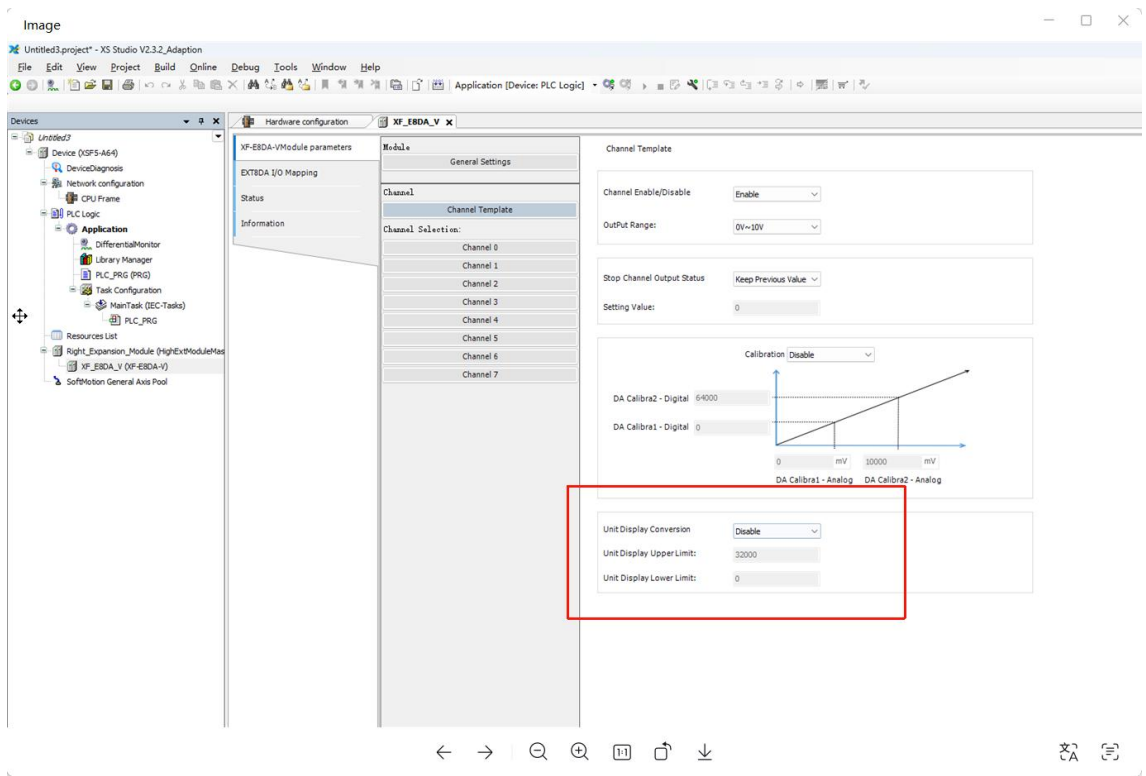 Image
Untitled3.project* - XS Studio V2.3.2_Adaption
File Edit View Project Build Online Debug Tools Window Help
Application [Device: PLC Logic]
Devices
Hardware configuration
XF_E8DA_V
Untitled3
Device (XSF5-A64)
DeviceDiagnosis
Network configuration
CPU Frame
PLC Logic
Application
DifferentialMonitor
Library Manager
PLC_PRG (PRG)
Task Configuration
MainTask (IEC-Tasks)
PLC_PRG
Resources List
Right_Expansion_Module (HighExtModuleMas
XF_E8DA_V (XF-E8DA-V)
SoftMotion General Axis Pool
XF-E8DA-VModule parameters
EXT8DA I/O Mapping
Status
Information
Module
General Settings
Channel
Channel Template
Channel Selection:
Channel 0
Channel 1
Channel 2
Channel 3
Channel 4
Channel 5
Channel 6
Channel 7
Channel Template
Channel Enable/Disable Enable
OutPut Range: 0V~10V
Stop Channel Output Status Keep Previous Value
Setting Value: 0
Calibration Disable
DA Calibra2 - Digital 64000
DA Calibra1 - Digital 0
0 mV 10000 mV
DA Calibra1 - Analog DA Calibra2 - Analog
Unit Display Conversion Disable
Unit Display Upper Limit: 32000
Unit Display Lower Limit: 0
1:1